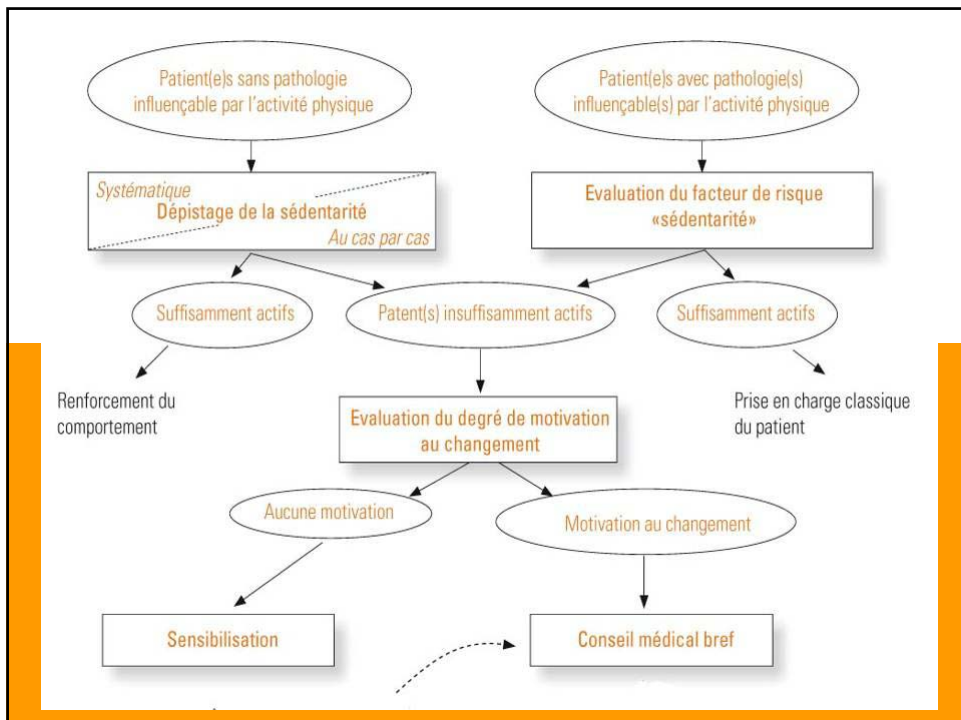 Patient(e)s sans pathologie
influençable par l'activité physique
Patient(e)s avec pathologie(s)
influençable(s) par l'activité physique
Systématique
Dépistage de la sédentarité
Au cas par cas
Evaluation du facteur de risque
«sédentarité»
Suffisamment actifs
Patent(s) insuffisamment actifs
Suffisamment actifs
Renforcement du
comportement
Prise en charge classique
du patient
Evaluation du degré de motivation
au changement
Aucune motivation
Motivation au changement
Sensibilisation
Conseil médical bref